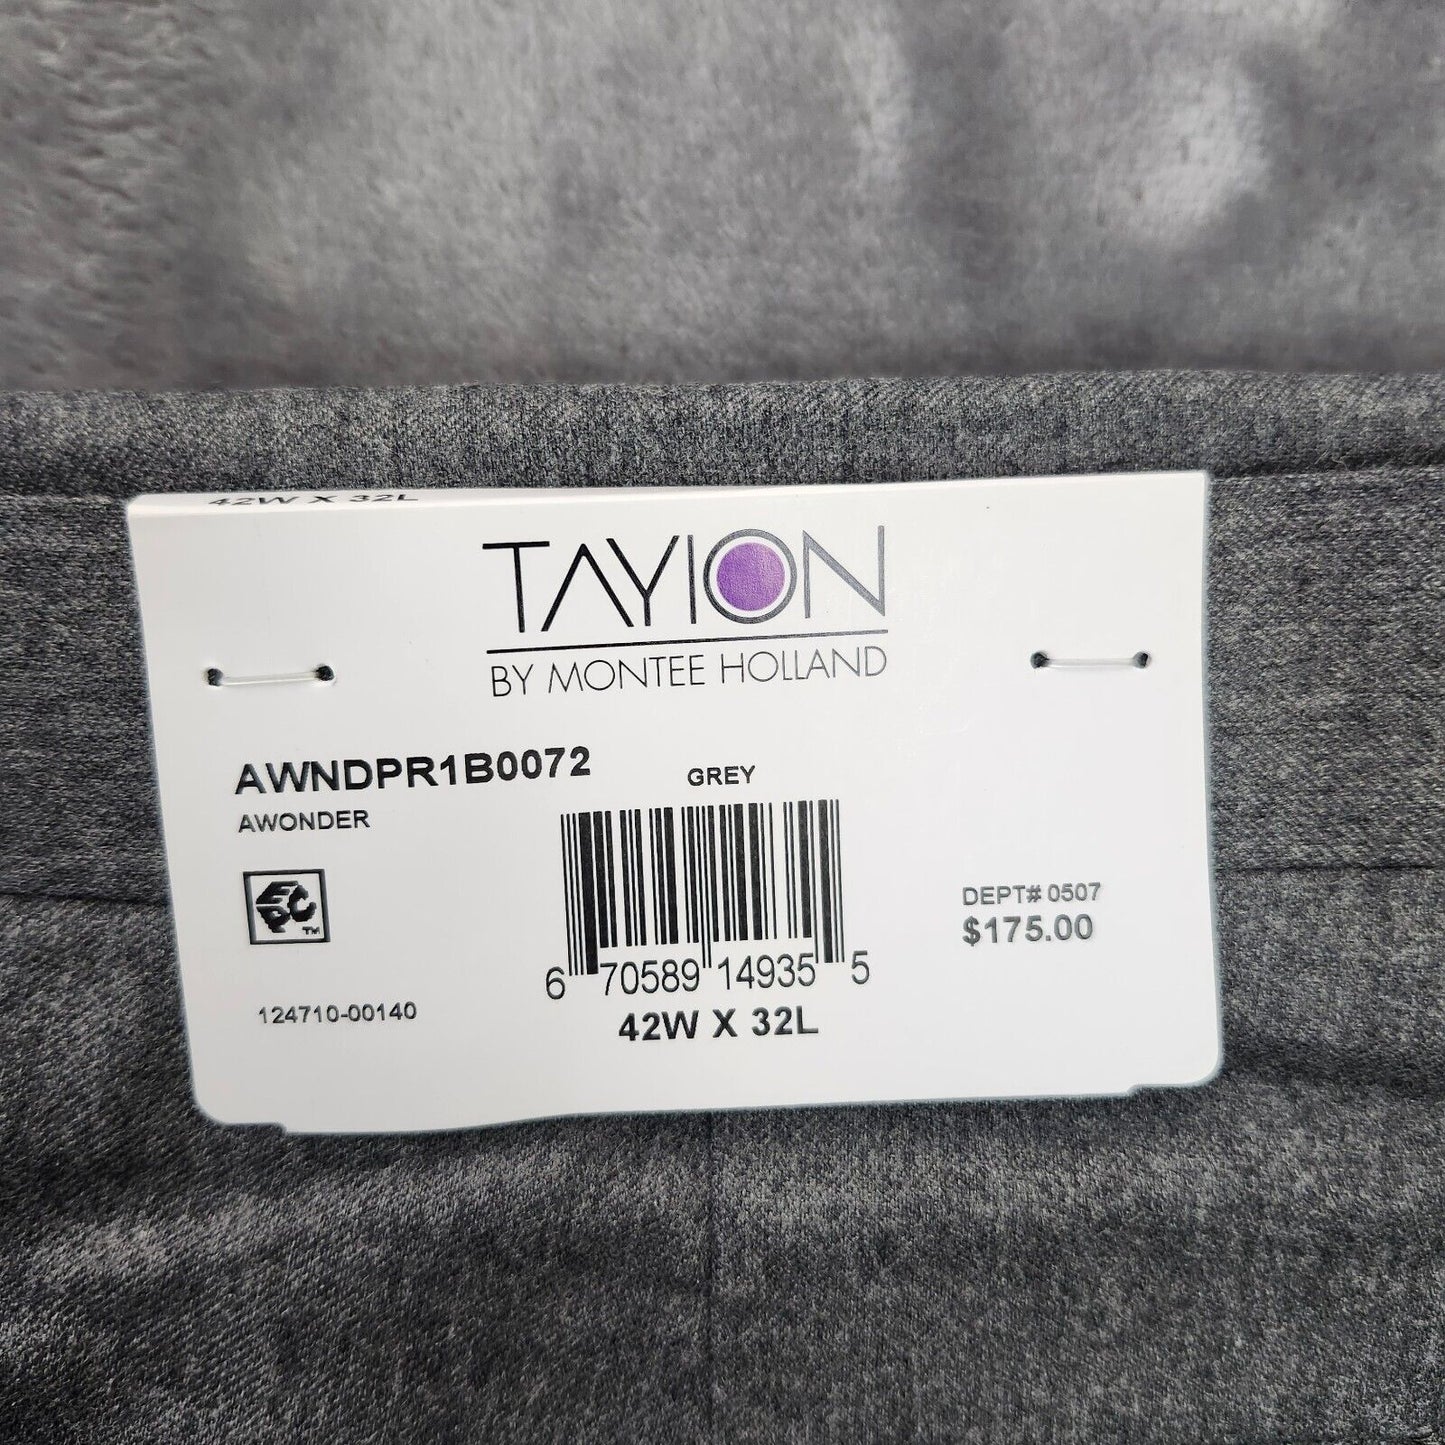 42W X 32L
TAYION
BY MONTEE HOLLAND
AWNDPR1B0072
GREY
AWONDER
EPC TM
DEPT# 0507
$175.00
6 70589 14935 5
124710-00140
42W X 32L